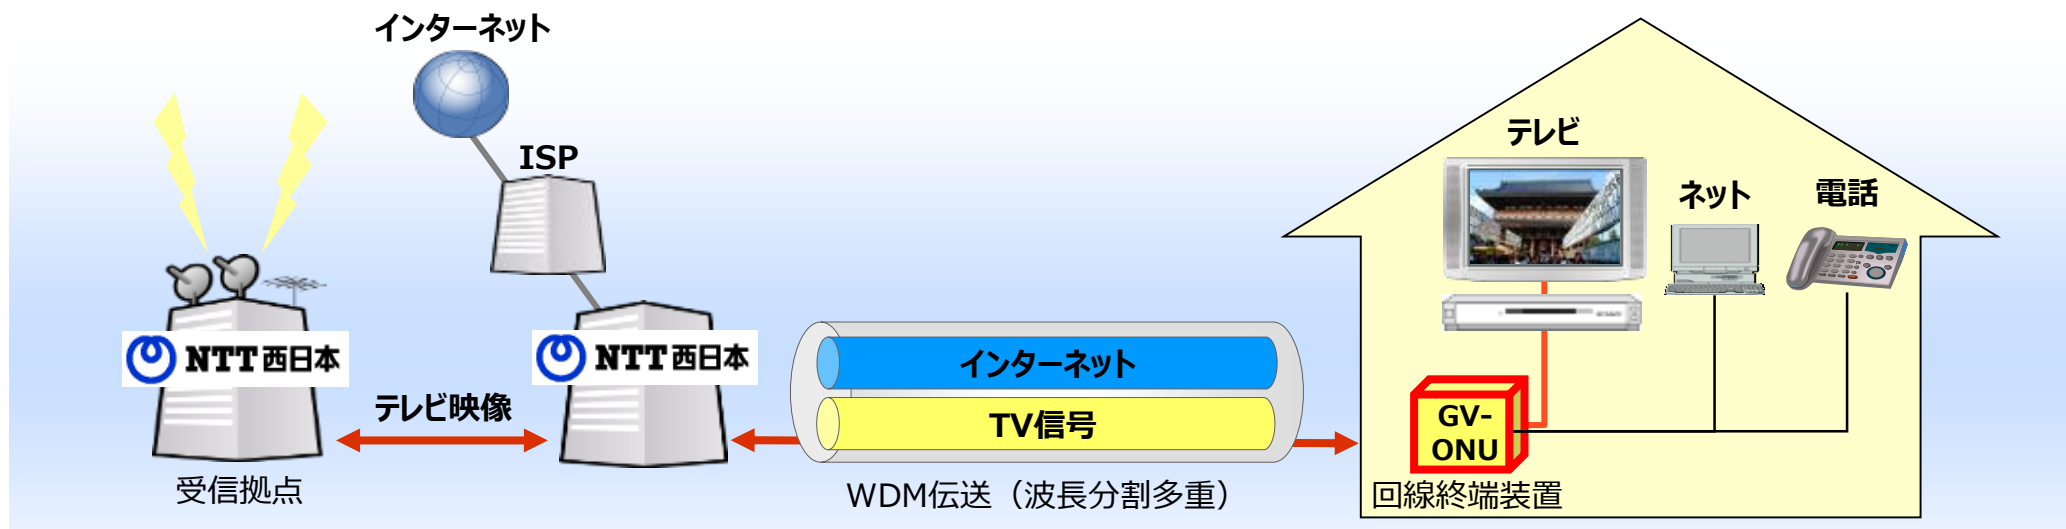 インターネット
ISP
テレビ
ネット
電話
NTT西日本
NTT西日本
インターネット
TV信号
テレビ映像
GV-
ONU
受信拠点
WDM伝送（波長分割多重）
回線終端装置